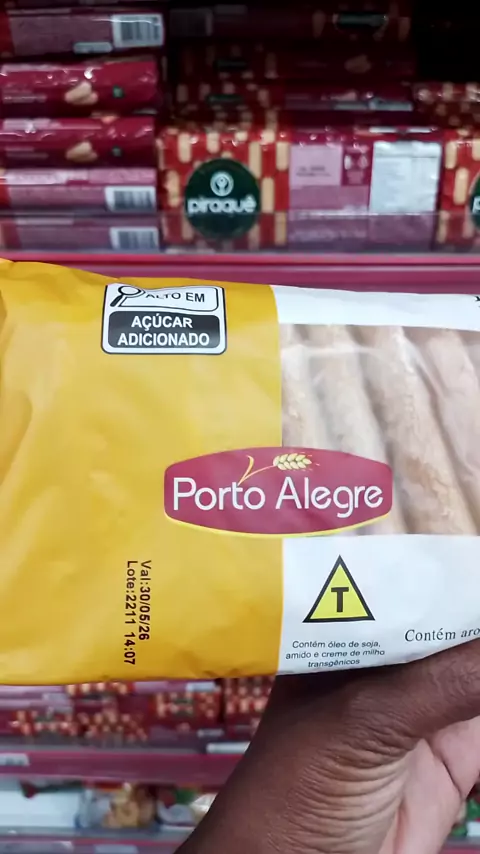 piraquê
ALTO EM
AÇÚCAR
ADICIONADO
Porto Alegre
Val:30/05/26
Lote:2211 14:07
T
Contém óleo de soja,
amido e creme de milho
transgênicos
Contém